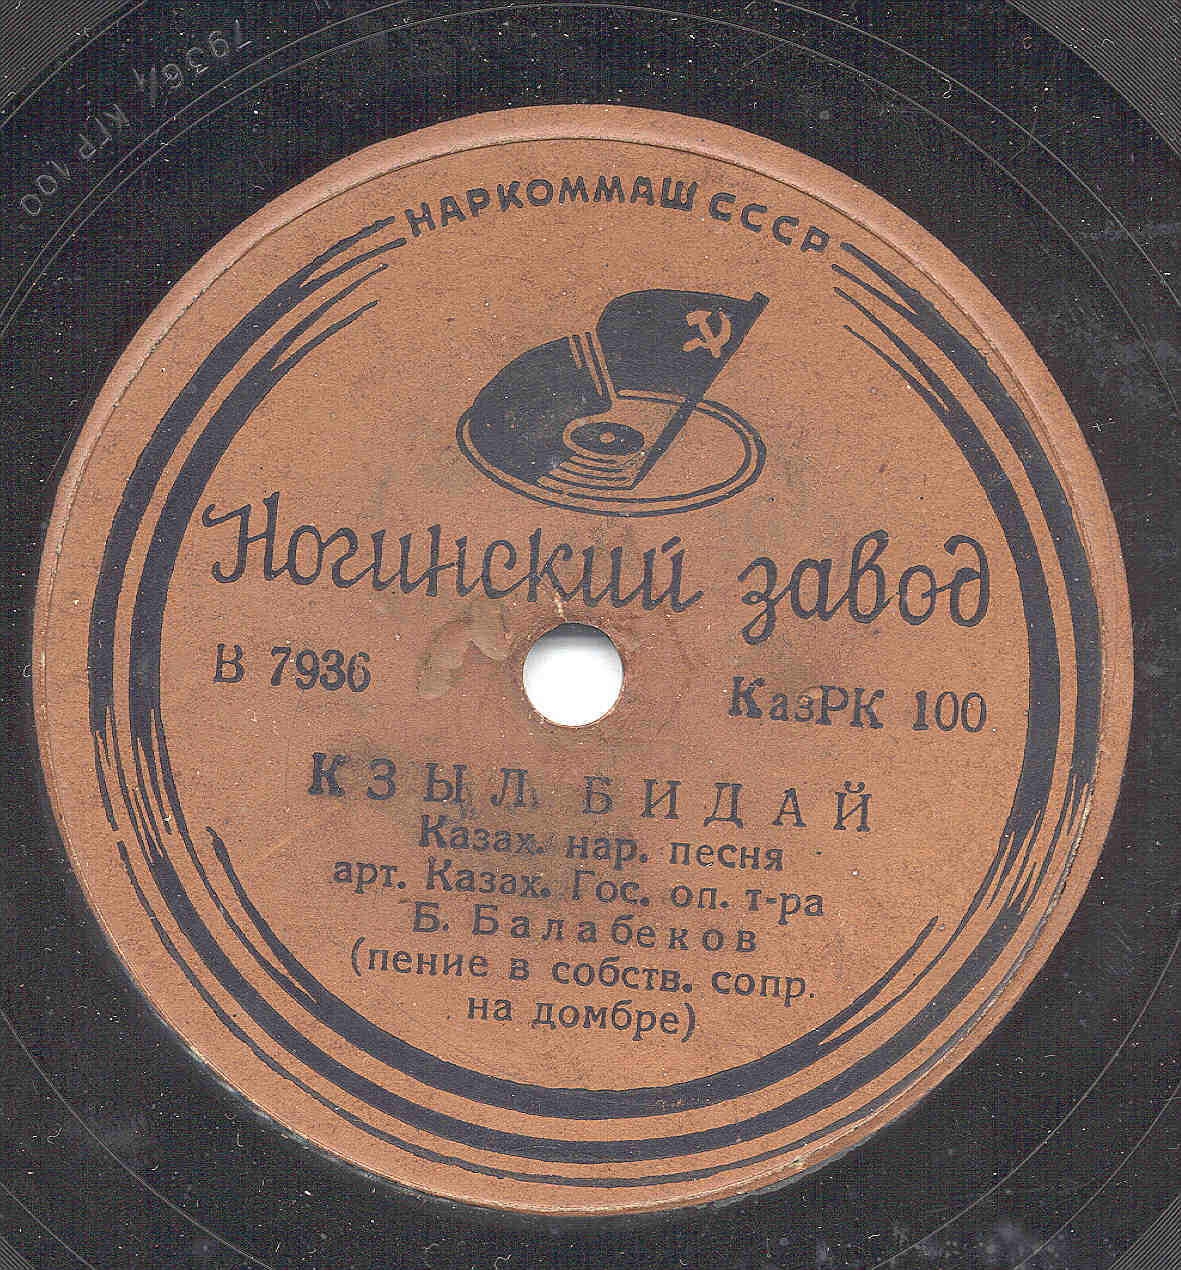 7936/1 КГР 100
НАРКОММАШ СССР
Ногинский завод
В 7936
КазРК 100
КЗЫЛ БИДАЙ
Казах. нар. песня
арт. Казах. Гос. оп. т-ра
Б. Балабеков
(пение в собств. сопр.
на домбре)